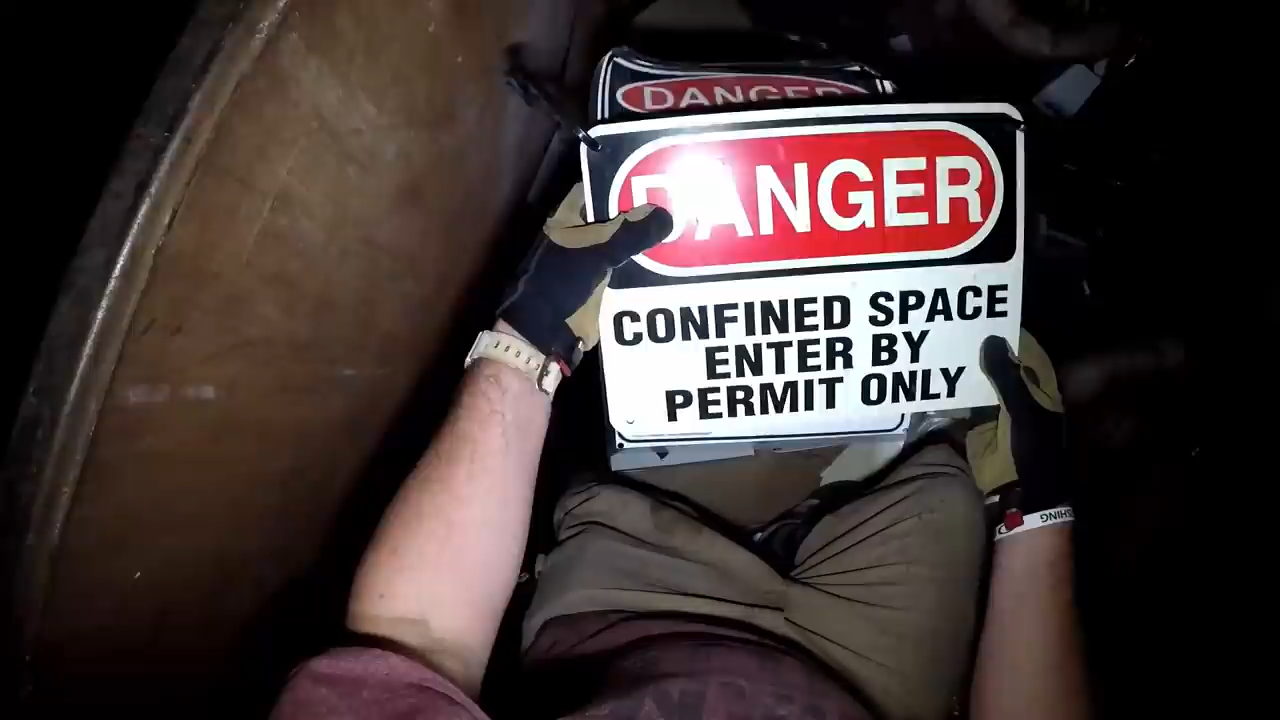 DANGER
DANGER
CONFINED SPACE
ENTER BY
PERMIT ONLY